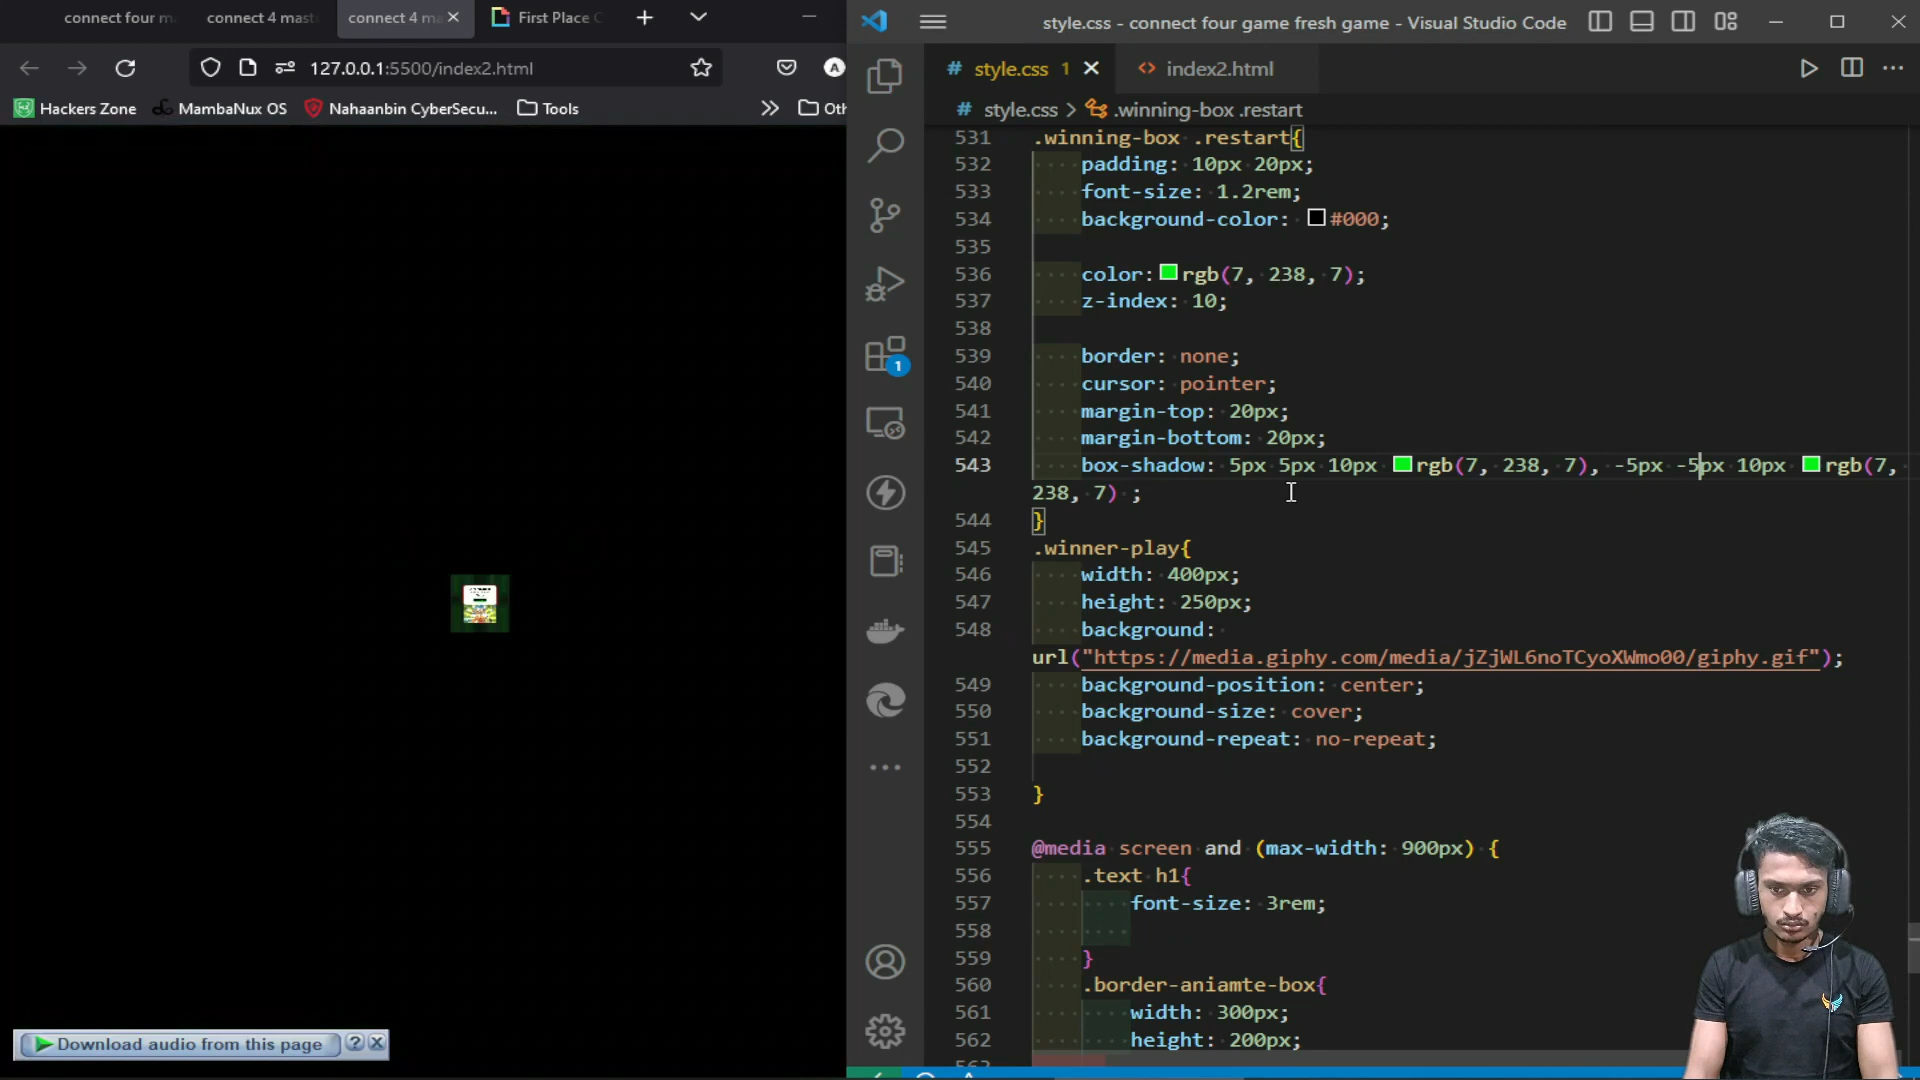 connect four m
connect 4 mast
connect 4 ma
First Place C
127.0.0.1:5500/index2.html
A
Hackers Zone
MambaNux OS
Nahaanbin CyberSecu...
Tools
Ot
Download audio from this page
style.css - connect four game fresh game - Visual Studio Code
# style.css 1
<> index2.html
# style.css > .winning-box .restart
1
531 .winning-box .restart{
532 padding: 10px 20px;
533 font-size: 1.2rem;
534 background-color: #000;
535
536 color: rgb(7, 238, 7);
537 z-index: 10;
538
539 border: none;
540 cursor: pointer;
541 margin-top: 20px;
542 margin-bottom: 20px;
543 box-shadow: 5px 5px 10px rgb(7, 238, 7), -5px -5px 10px rgb(7,
238, 7) ;
544 }
545 .winner-play{
546 width: 400px;
547 height: 250px;
548 background:
url("https://media.giphy.com/media/jZjWL6noTCyoXWmo00/giphy.gif");
549 background-position: center;
550 background-size: cover;
551 background-repeat: no-repeat;
552
553 }
554
555 @media screen and (max-width: 900px) {
556 .text h1{
557 font-size: 3rem;
558
559 }
560 .border-aniamte-box{
561 width: 300px;
562 height: 200px;